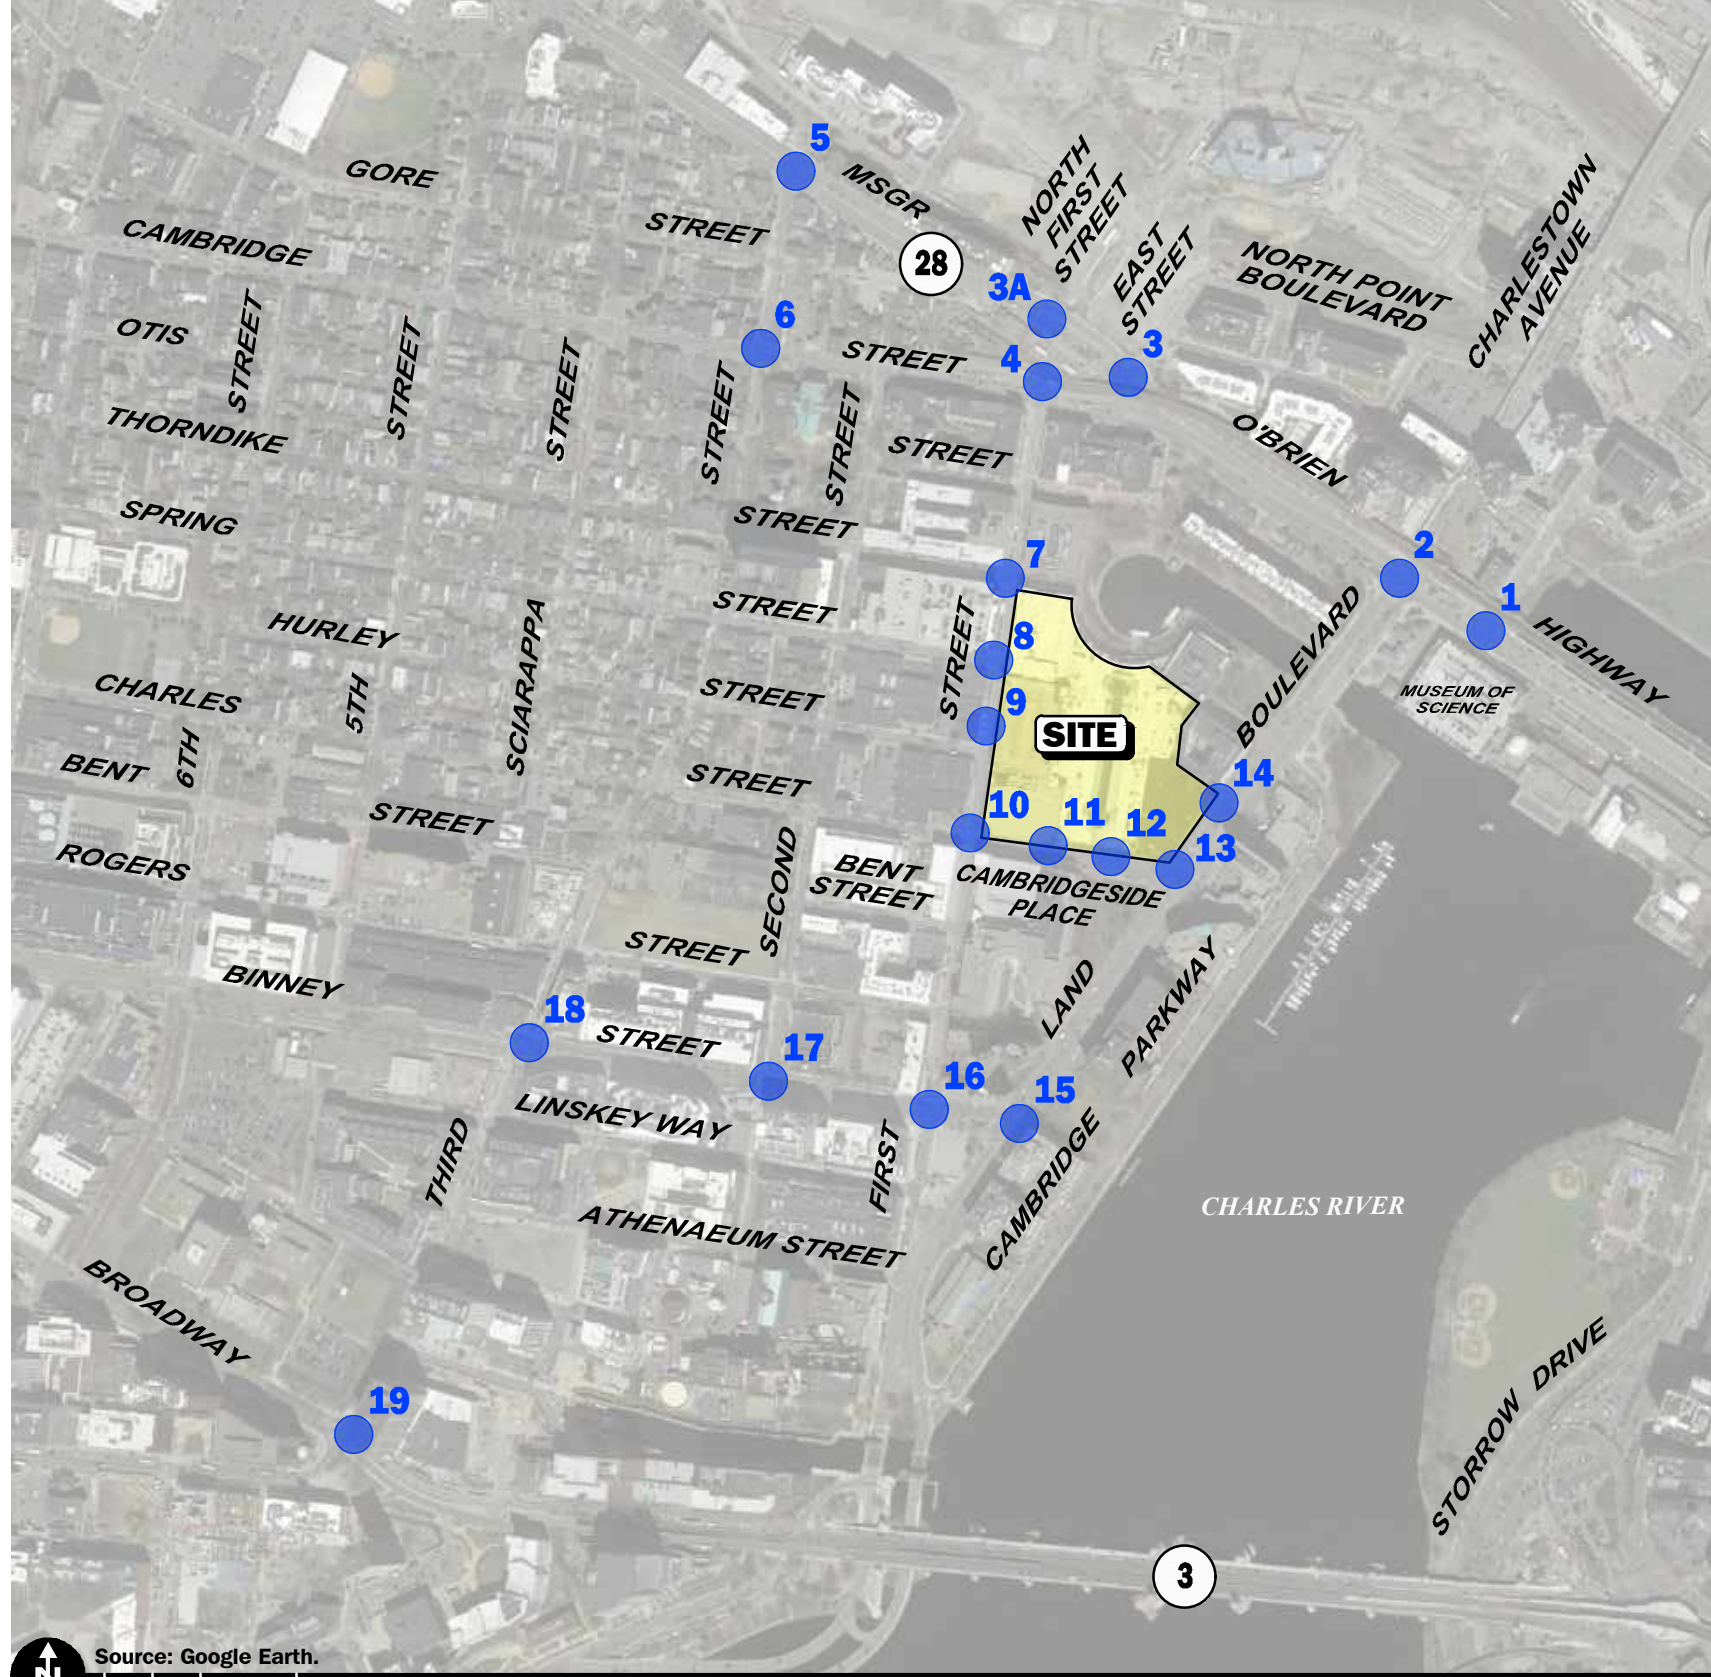 5
GORE
MSGR
NORTH
FIRST
STREET
CHARLESTOWN
AVENUE
CAMBRIDGE
STREET
28
EAST
STREET
NORTH POINT
BOULEVARD
3A
OTIS
STREET
STREET
STREET
6
STREET
4
3
THORNDIKE
STREET
STREET
STREET
O'BRIEN
SPRING
STREET
7
2
1
HURLEY
SCIARAPPA
STREET
STREET
8
BOULEVARD
HIGHWAY
CHARLES
5TH
STREET
9
SITE
MUSEUM OF
SCIENCE
BENT
6TH
STREET
STREET
10
11
12
14
13
ROGERS
SECOND
BENT
STREET
CAMBRIDGESIDE
PLACE
STREET
BINNEY
LAND
PARKWAY
18
STREET
17
16
15
LINSKEY WAY
THIRD
FIRST
CAMBRIDGE
ATHENAEUM STREET
CHARLES RIVER
BROADWAY
19
STORROW DRIVE
3
N
Source: Google Earth.